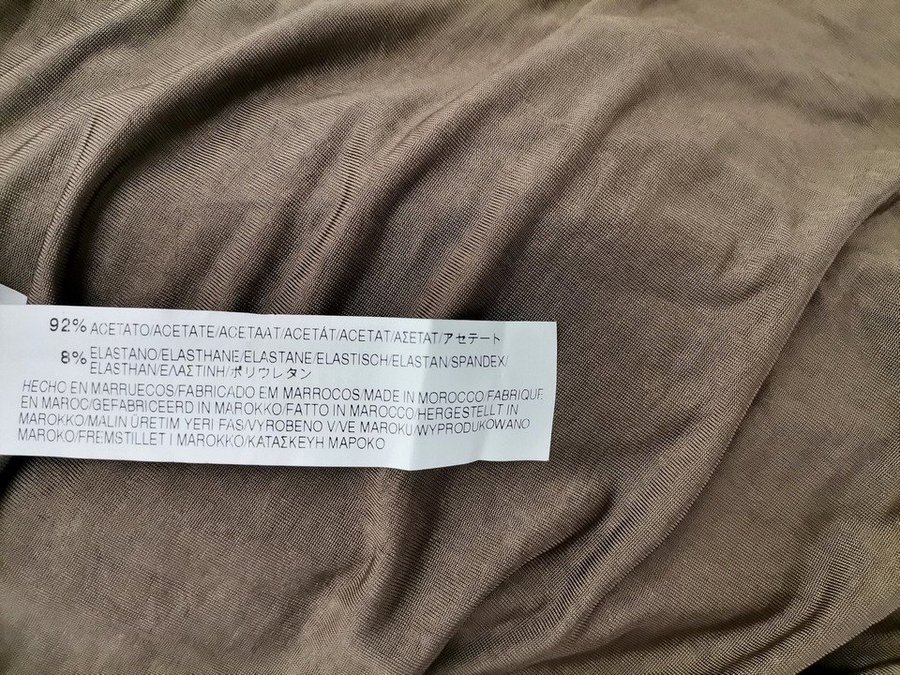 92% ACETATO/ACETATE/ACETAAT/ACETÁT/ACETAT/ΑΣΕΤΑΤ/アセテート
8% ELASTANO/ELASTHANE/ELASTANE/ELASTISCH/ELASTAN/SPANDEX/
ELASTHAN/ΕΛΑΣΤΙΝΗ/ポリウレタン
HECHO EN MARRUECOS/FABRICADO EM MARROCOS/MADE IN MOROCCO/FABRIQUE
EN MAROC/GEFABRICEERD IN MAROKKO/FATTO IN MAROCCO/HERGESTELLT IN
MAROKKO/MALIN ÜRETIM YERI FAS/VYROBENO V/VE MAROKU/WYPRODUKOWANO
MAROKO/FREMSTILLET I MAROKKO/ΚΑΤΑΣΚΕΥΗ ΜΑΡΟΚΟ